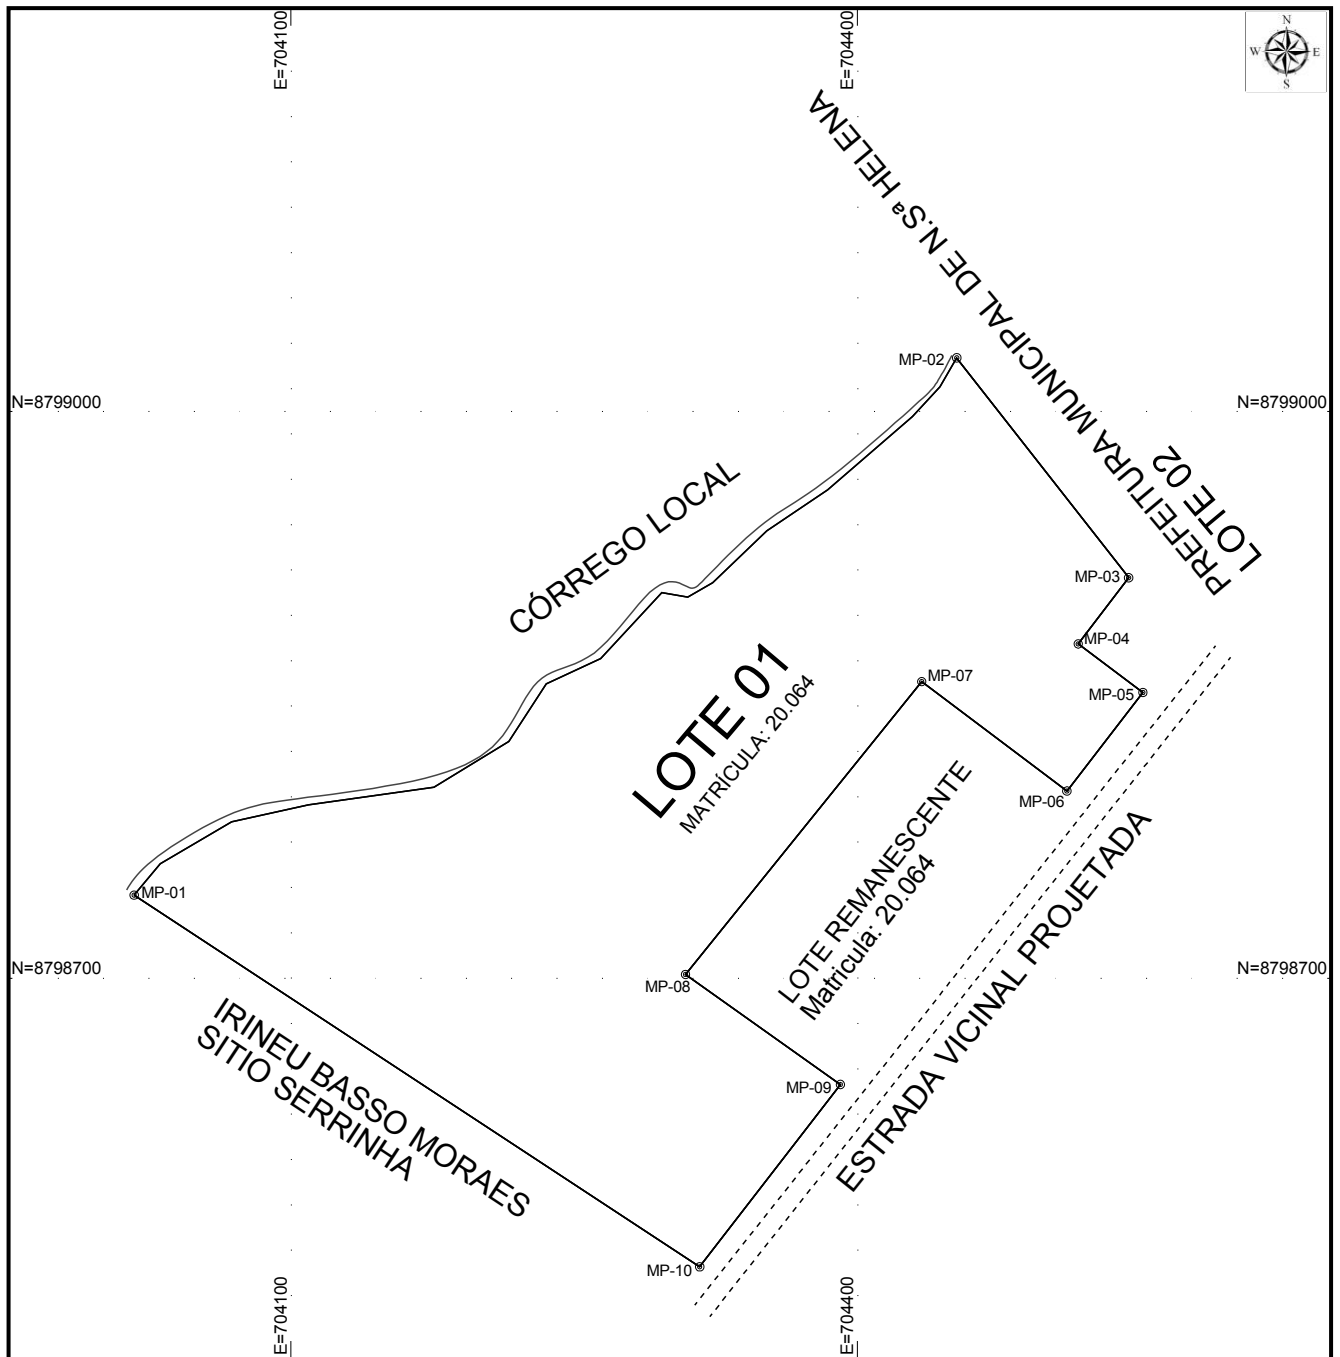 E=704100
E=704400
N
W
E
S
PREFEITURA MUNICIPAL DE N.Sª HELENA
LOTE 02
MP-02
N=8799000
N=8799000
CÓRREGO LOCAL
MP-03
MP-04
LOTE 01
MATRÍCULA: 20.064
MP-07
MP-05
MP-06
LOTE REMANESCENTE
Matricula: 20.064
ESTRADA VICINAL PROJETADA
MP-01
N=8798700
N=8798700
MP-08
IRINEU BASSO MORAES
SITIO SERRINHA
MP-09
MP-10
E=704100
E=704400